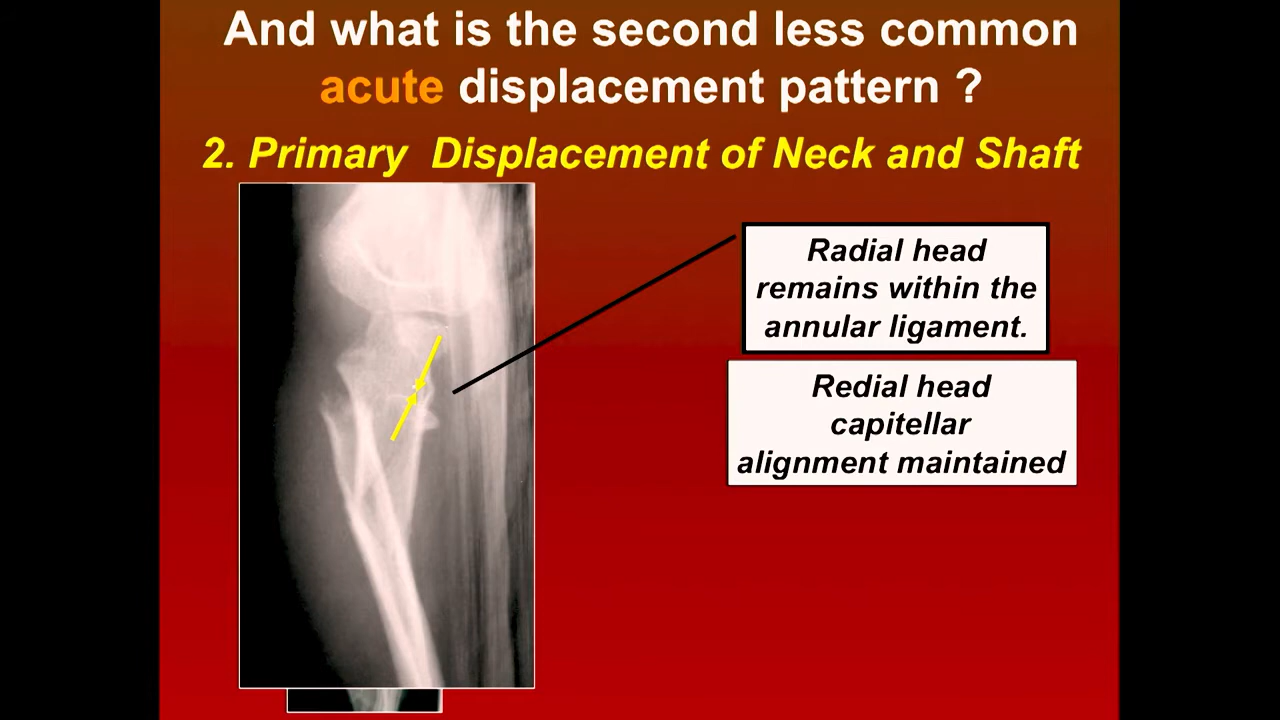 And what is the second less common
acute displacement pattern ?
2. Primary Displacement of Neck and Shaft
Radial head
remains within the
annular ligament.
Redial head
capitellar
alignment maintained